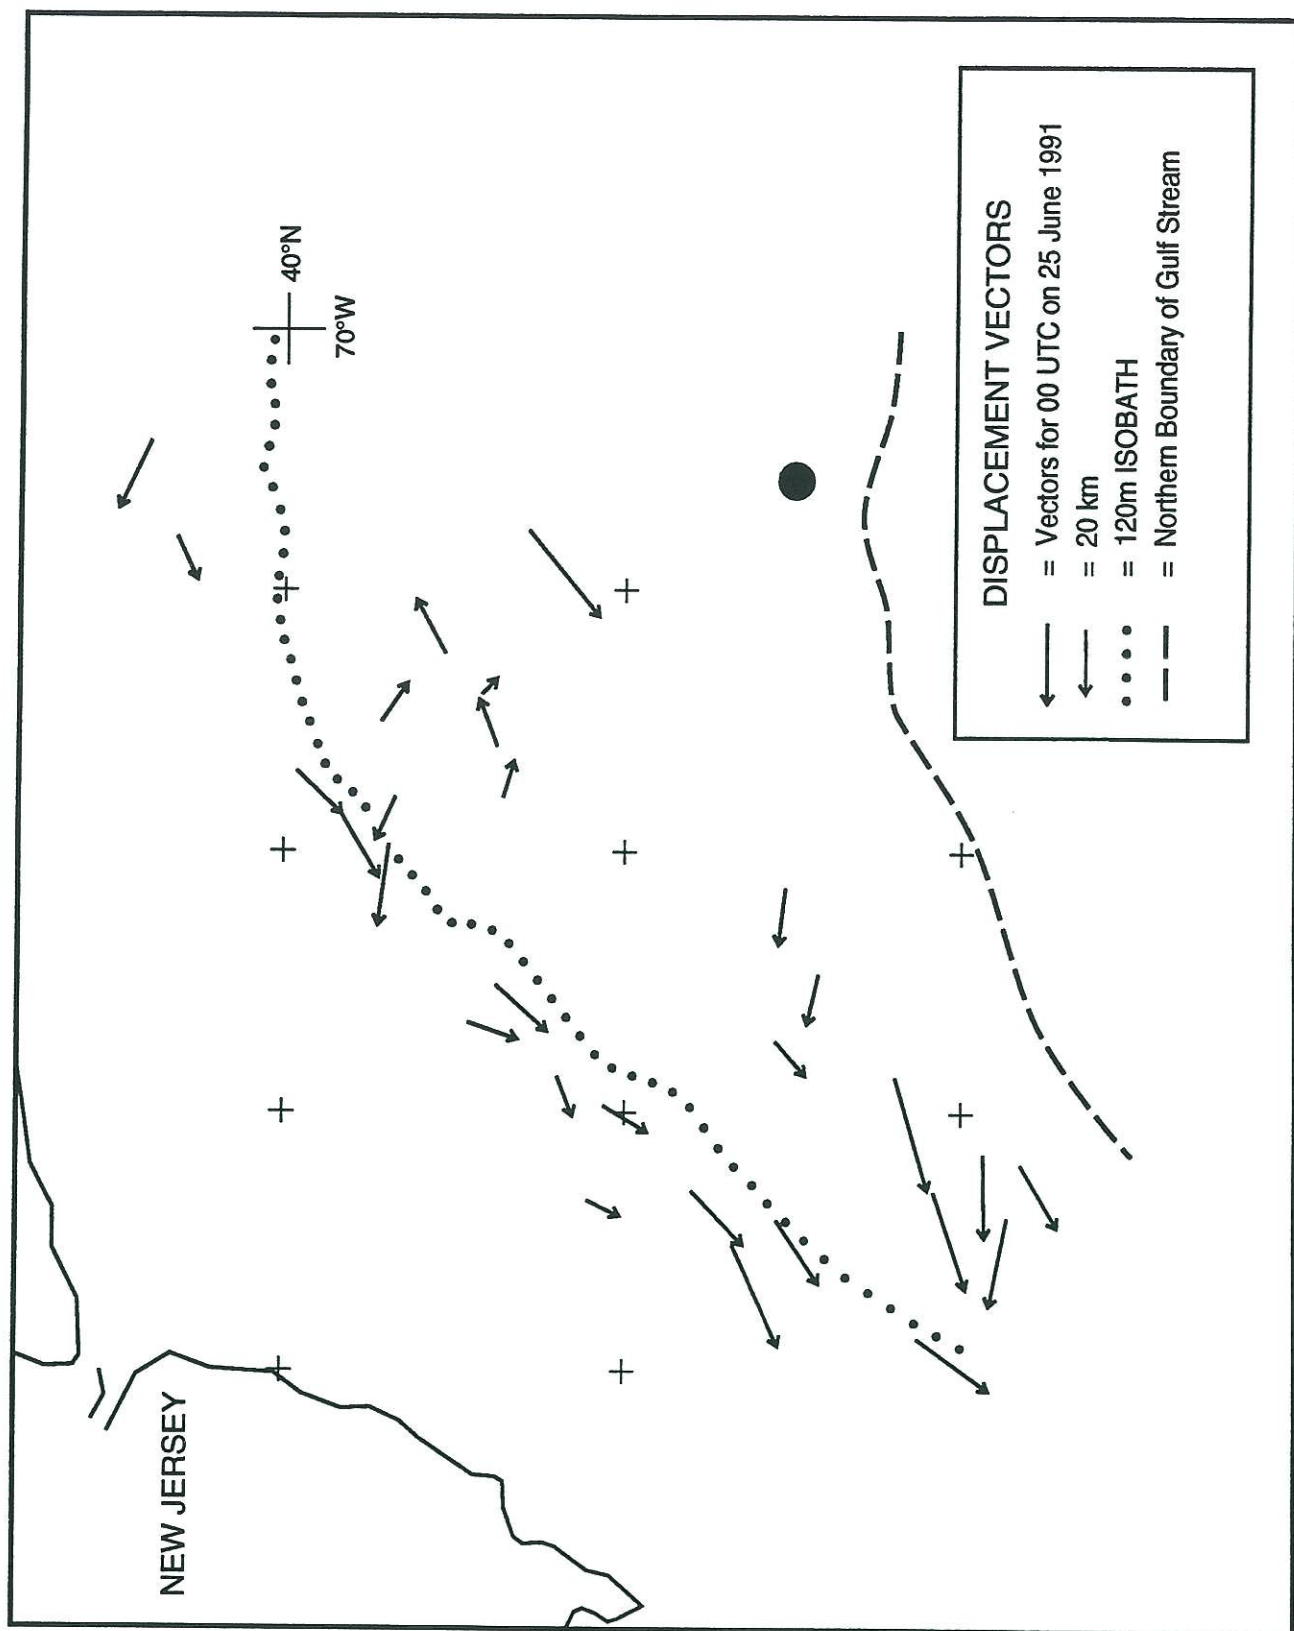 NEW JERSEY
40°N
70°W
DISPLACEMENT VECTORS
= Vectors for 00 UTC on 25 June 1991
= 20 km
= 120m ISOBATH
= Northern Boundary of Gulf Stream